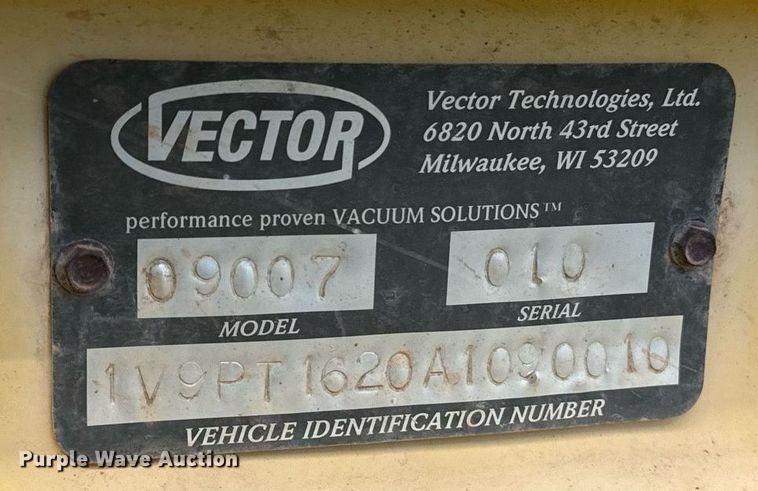 VECTOR
Vector Technologies, Ltd.
6820 North 43rd Street
Milwaukee, WI 53209
performance proven VACUUM SOLUTIONS™
09007
010
MODEL
SERIAL
1V9PT1620A1090010
VEHICLE IDENTIFICATION NUMBER
Purple Wave Auction